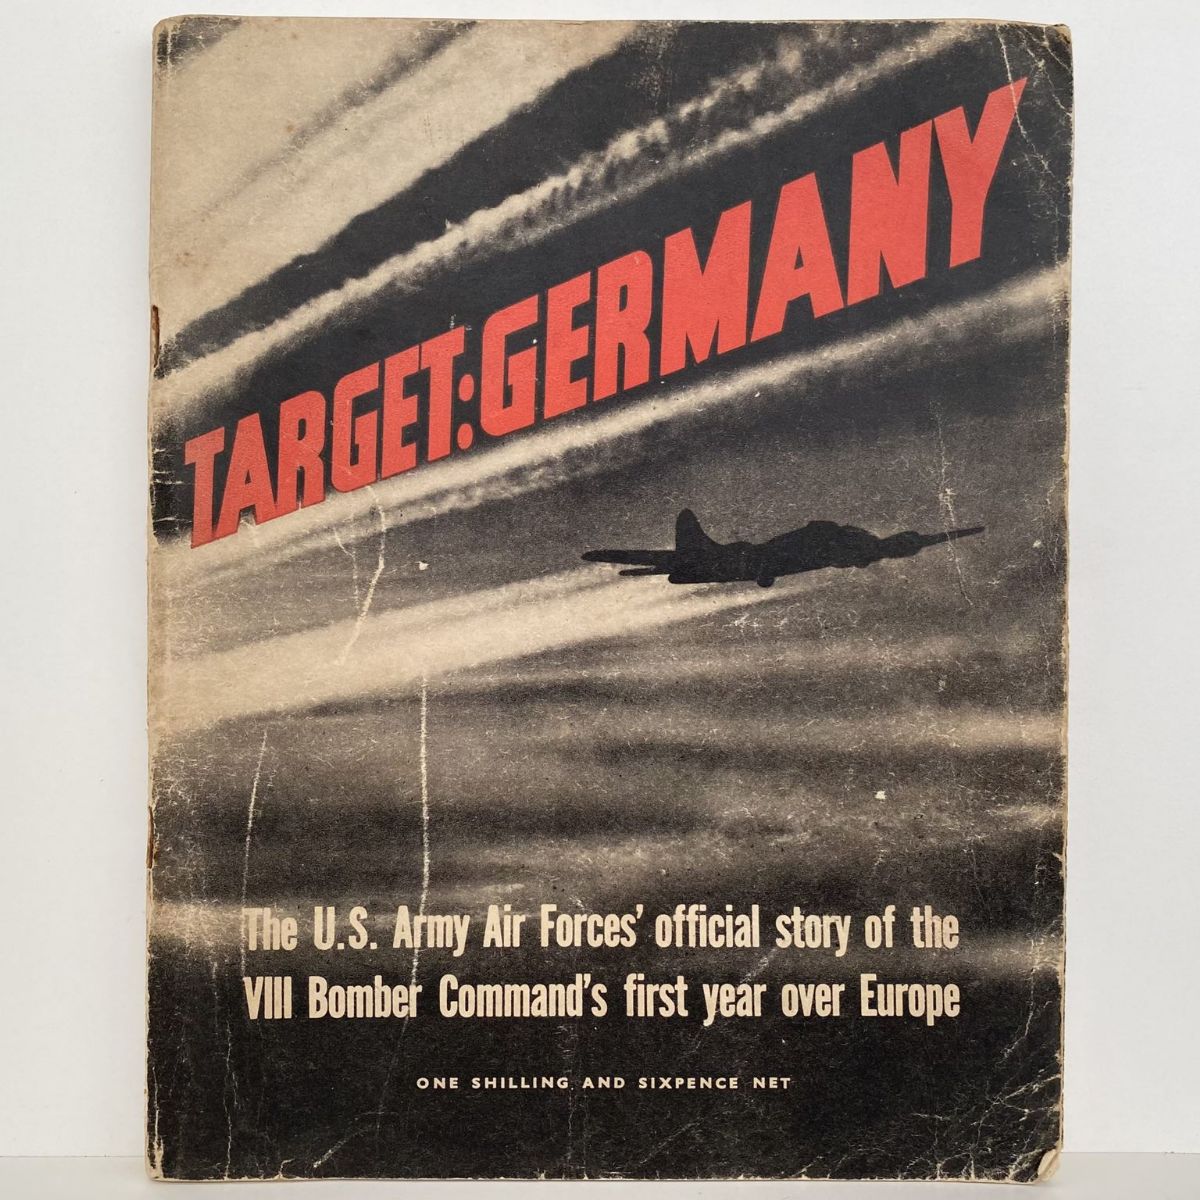 TARGET:GERMANY
The U.S. Army Air Forces' official story of the
VIII Bomber Command's first year over Europe
ONE SHILLING AND SIXPENCE NET